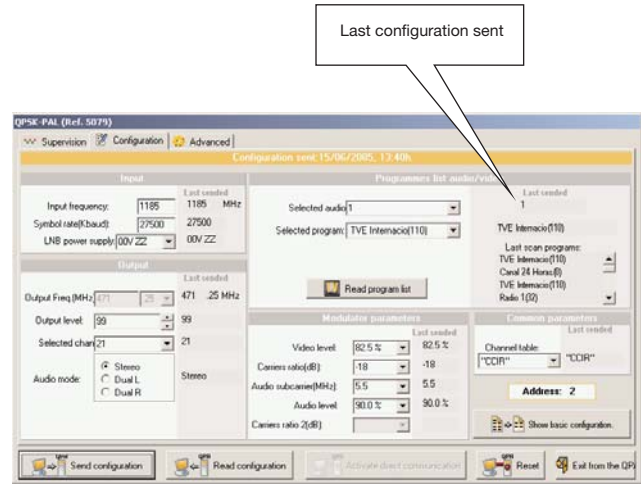 Last configuration sent
QPSK-PAL (Ref. 5079)
Supervision Configuration Advanced
Configuration sent:15/06/2005, 13:40h.
Input
Last sended
Input frequency: 1185 1185 MHz
Symbol rate(Kbaud): 27500 27500
LNB power supply: 00V ZZ 00V ZZ
Output
Last sended
Output Freq.(MHz) 471 .25 471 .25 MHz
Output level: 99 99
Selected chan 21 21
Audio mode: Stereo Stereo
Dual L
Dual R
Programmes list audio/video
Last sended
Selected audio 1 1
Selected program: TVE Internacio(110) TVE Internacio(110)
Last scan programs:
TVE Internacio(110)
Canal 24 Horas(8)
TVE Internacio(110)
Radio 1(32)
Read program list
Modulator parameters
Last sended
Video level: 82.5 % 82.5 %
Carriers ratio(dB): -18 -18
Audio subcarrier(MHz): 5.5 5.5
Audio level: 90.0 % 90.0 %
Carriers ratio 2(dB)
Common parameters
Last sended
Channel table:
"CCIR" "CCIR"
Address: 2
Show basic configuration.
Send configuration Read configuration Activate direct communication Reset Exit from the QP